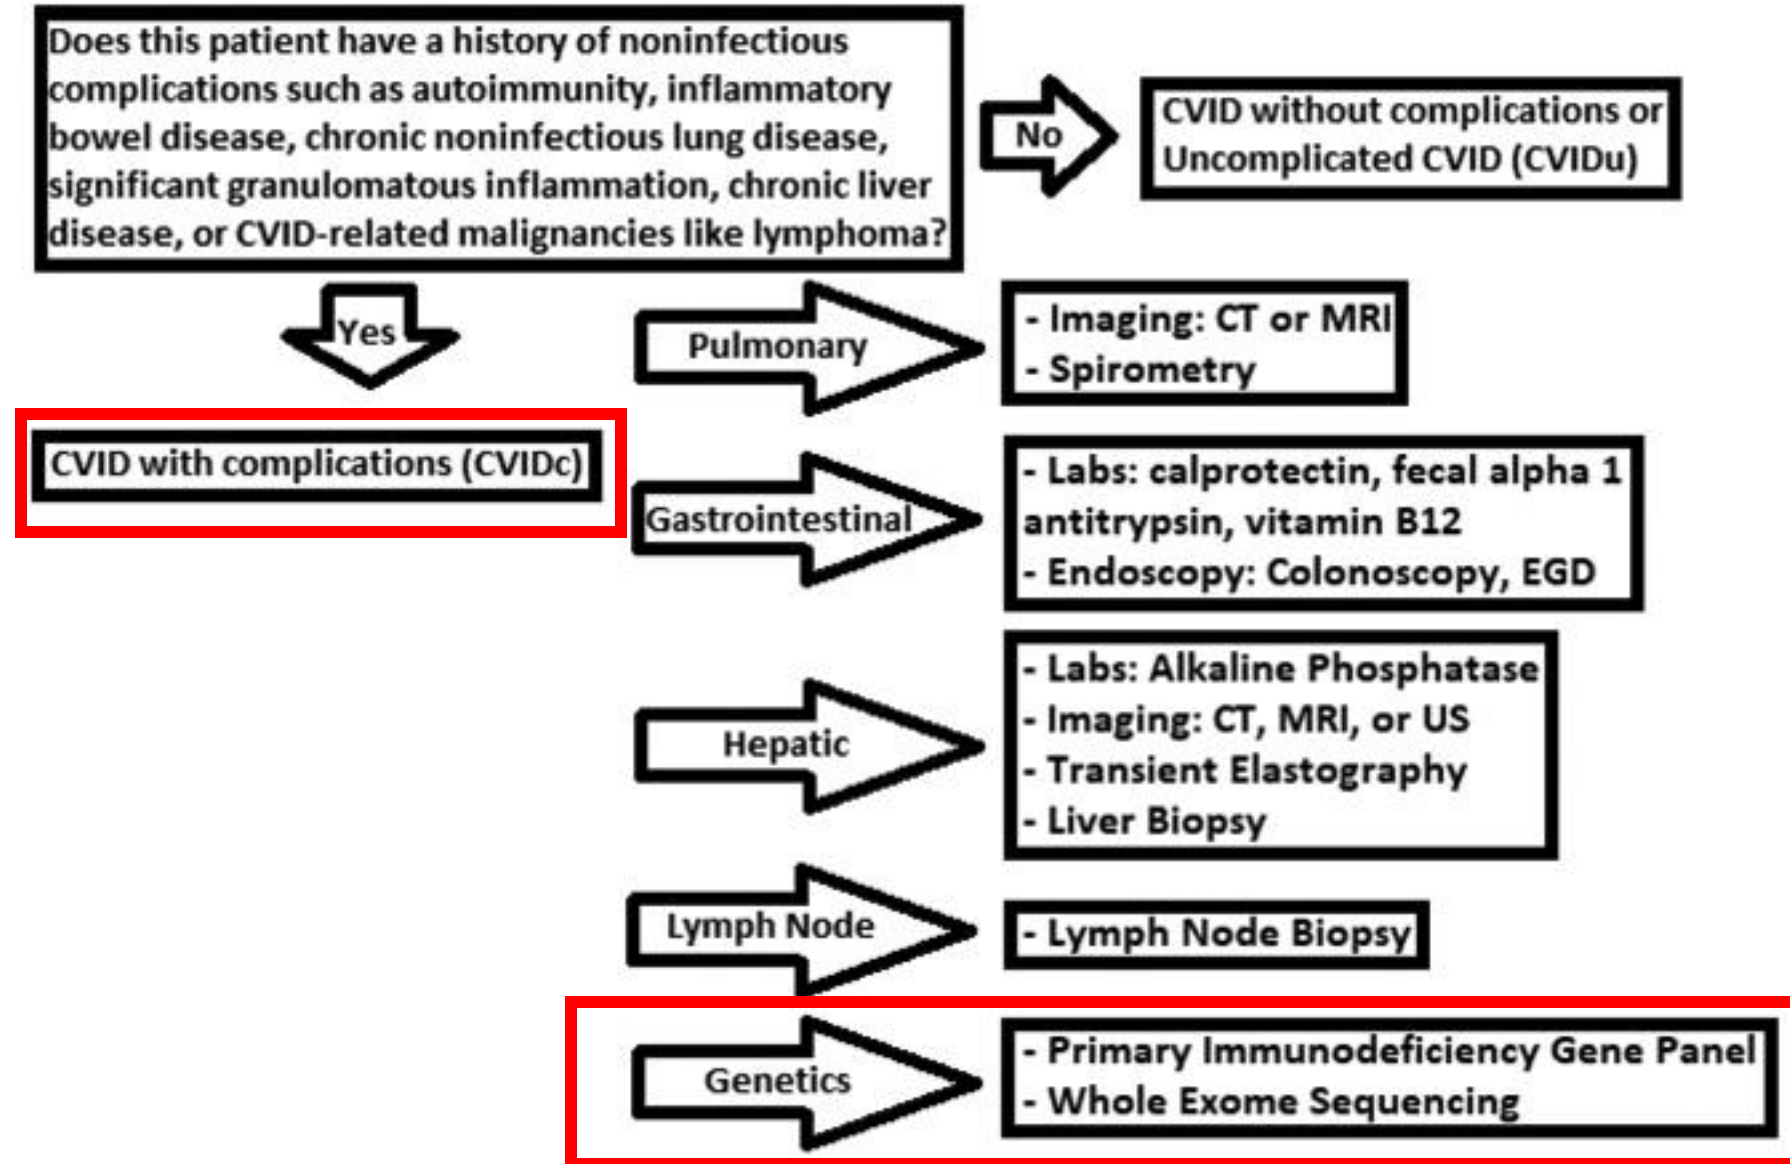 Does this patient have a history of noninfectious
complications such as autoimmunity, inflammatory
bowel disease, chronic noninfectious lung disease,
significant granulomatous inflammation, chronic liver
disease, or CVID-related malignancies like lymphoma?
No
CVID without complications or
Uncomplicated CVID (CVIDu)
Yes
CVID with complications (CVIDc)
Pulmonary
- Imaging: CT or MRI
- Spirometry
Gastrointestinal
- Labs: calprotectin, fecal alpha 1
antitrypsin, vitamin B12
- Endoscopy: Colonoscopy, EGD
Hepatic
- Labs: Alkaline Phosphatase
- Imaging: CT, MRI, or US
- Transient Elastography
- Liver Biopsy
Lymph Node
- Lymph Node Biopsy
Genetics
- Primary Immunodeficiency Gene Panel
- Whole Exome Sequencing